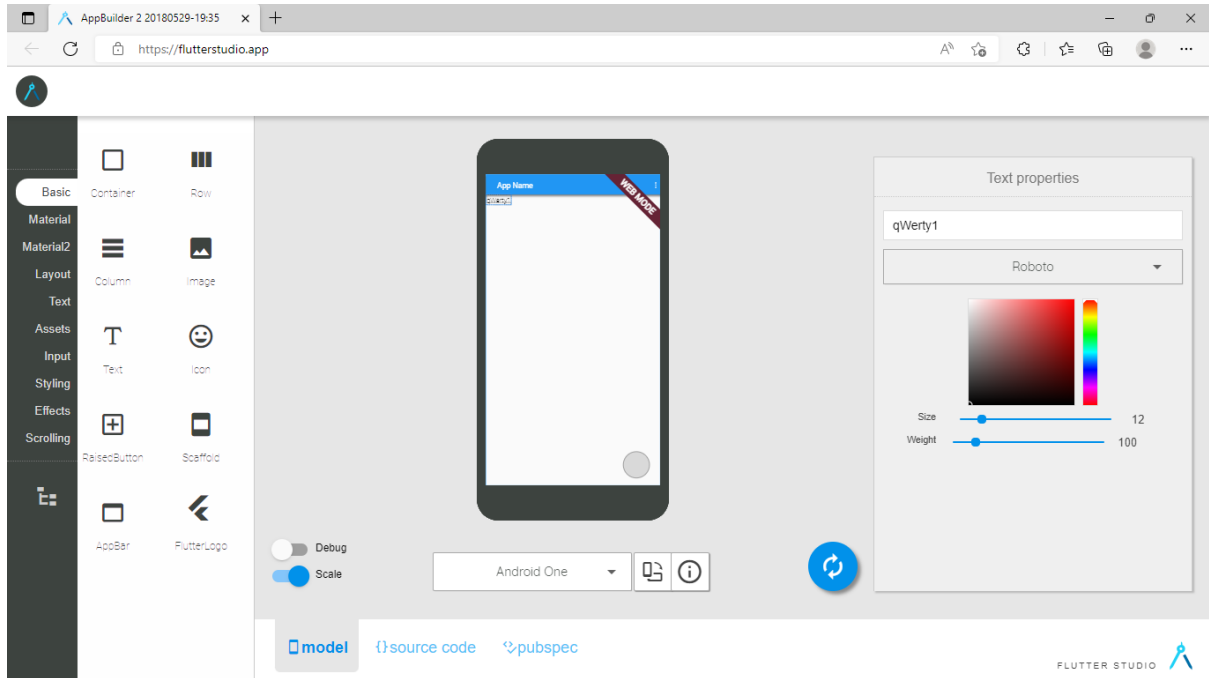 AppBuilder 2 20180529-19:35
https://flutterstudio.app
Basic
Material
Material2
Layout
Text
Assets
Input
Styling
Effects
Scrolling
Container
Row
Column
Image
Text
Icon
RaisedButton
Scaffold
AppBar
FlutterLogo
App Name
WEB MODE
qWerty1
Debug
Scale
Android One
Text properties
qWerty1
Roboto
Size 12
Weight 100
model {}source code pubspec
FLUTTER STUDIO